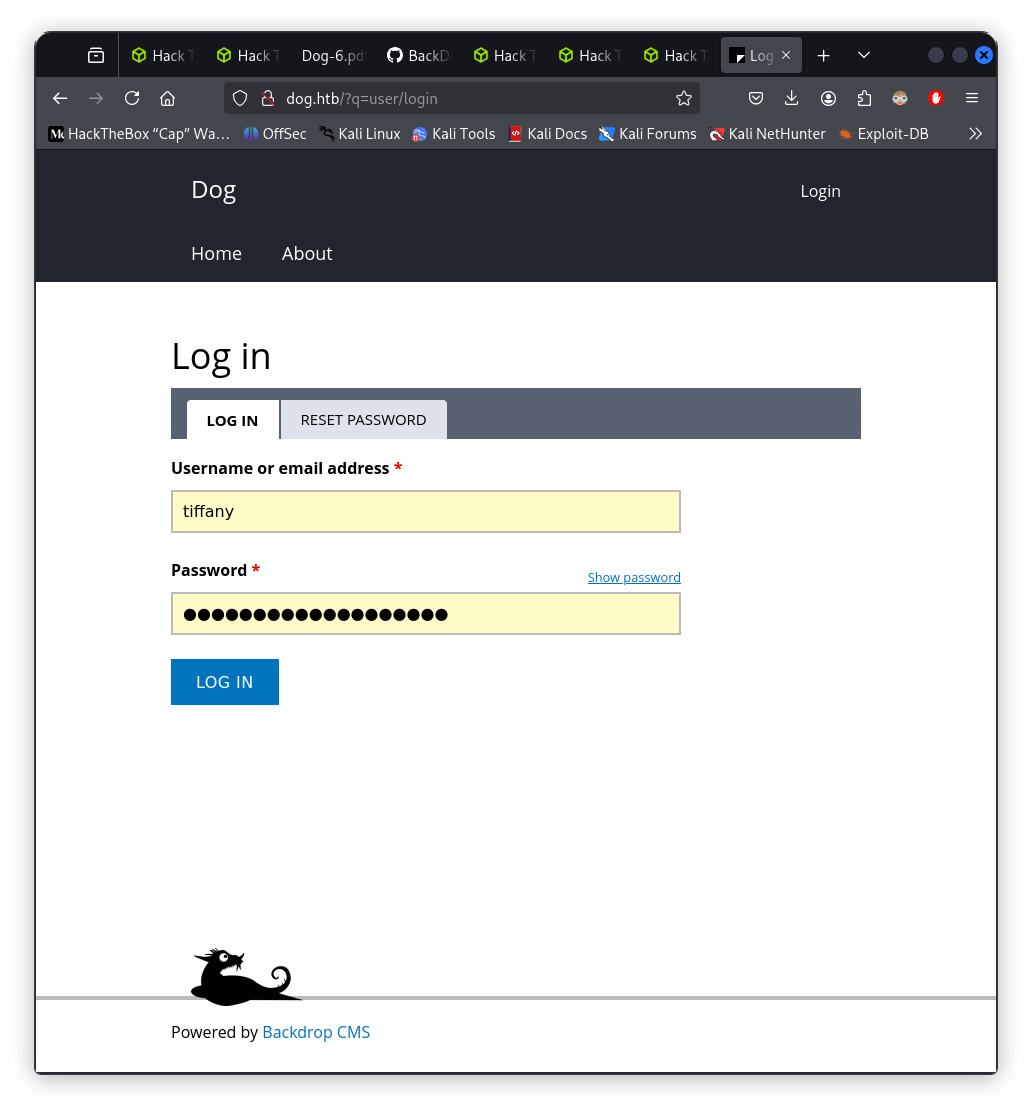 Hack T
Hack T
Dog-6.pd
BackD
Hack T
Hack T
Hack T
Log
dog.htb/?q=user/login
HackTheBox “Cap” Wa…
OffSec
Kali Linux
Kali Tools
Kali Docs
Kali Forums
Kali NetHunter
Exploit-DB
Dog
Login
Home
About
Log in
LOG IN
RESET PASSWORD
Username or email address *
tiffany
Password *
Show password
LOG IN
Powered by Backdrop CMS